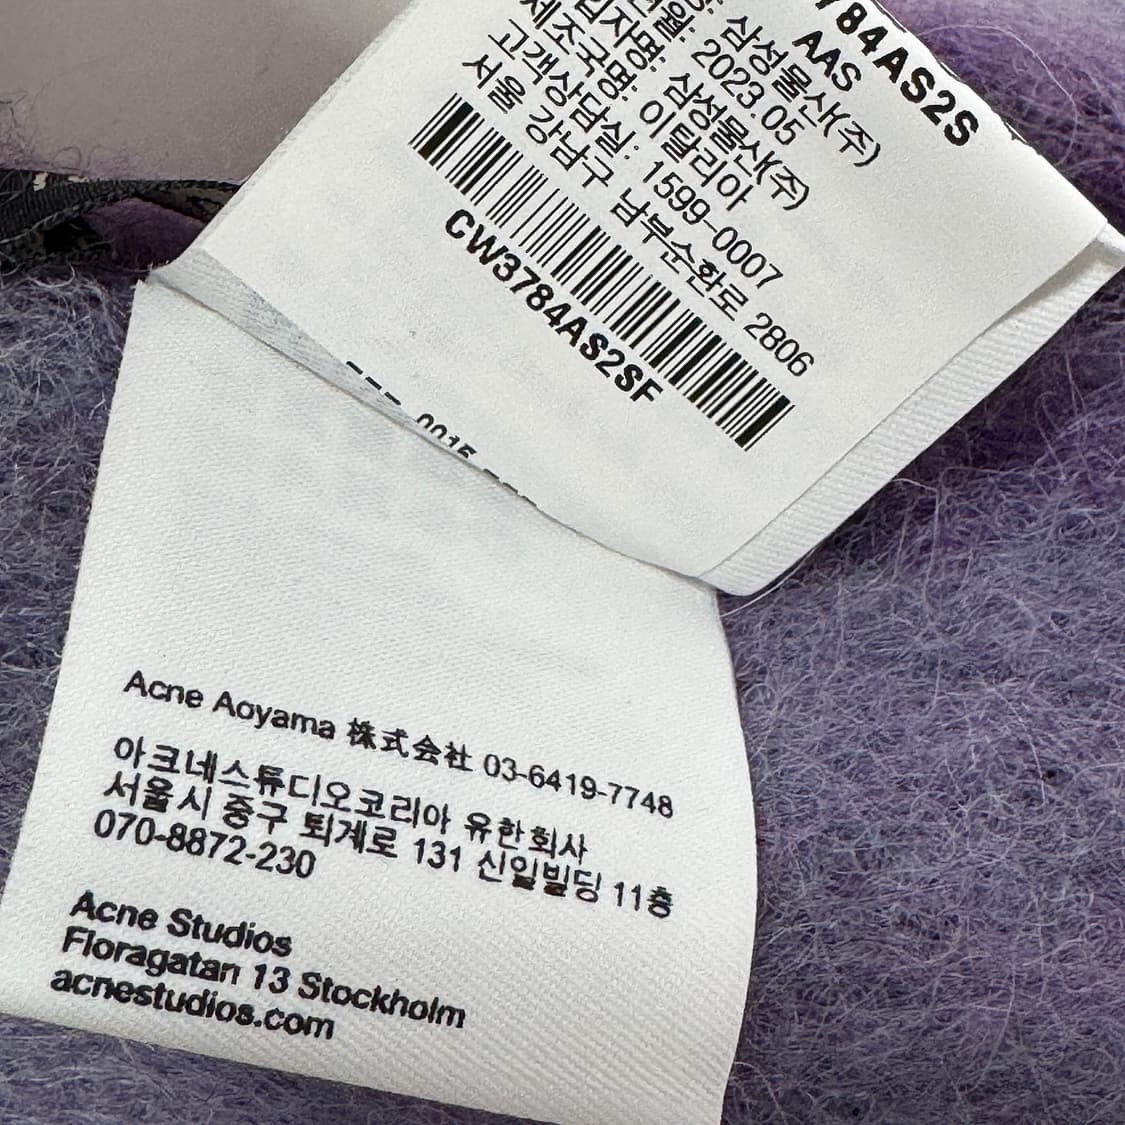 784AS2S
AAS
삼성물산(주)
2023.05
입자명: 삼성물산(주)
제조국명: 이탈리아
고객상담실: 1599-0007
서울 강남구 남부순환로 2806
CW3784AS2SF
Acne Aoyama 株式会社 03-6419-7748
아크네스튜디오코리아 유한회사
서울시 중구 퇴계로 131 신일빌딩 11층
070-8872-230
Acne Studios
Floragatan 13 Stockholm
acnestudios.com